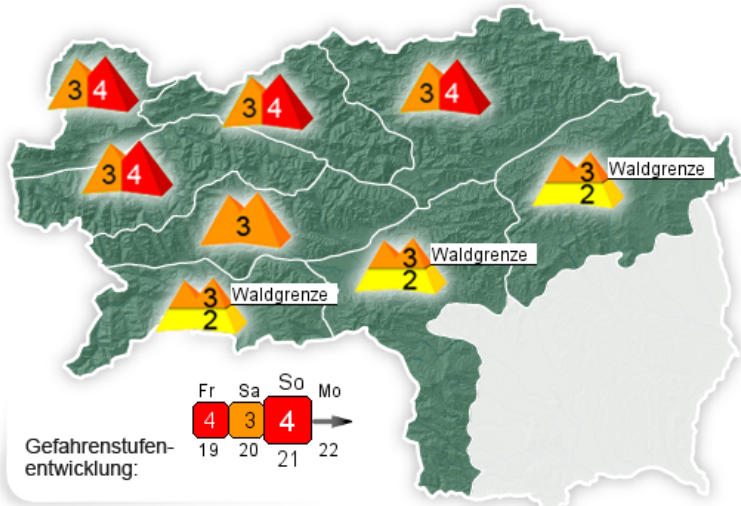 3 4
3 4
3 4
3 4
3 Waldgrenze
2
3
3 Waldgrenze
2
3 Waldgrenze
2
Fr Sa So Mo
4 3 4
19 20 21 22
Gefahrenstufen-
entwicklung: